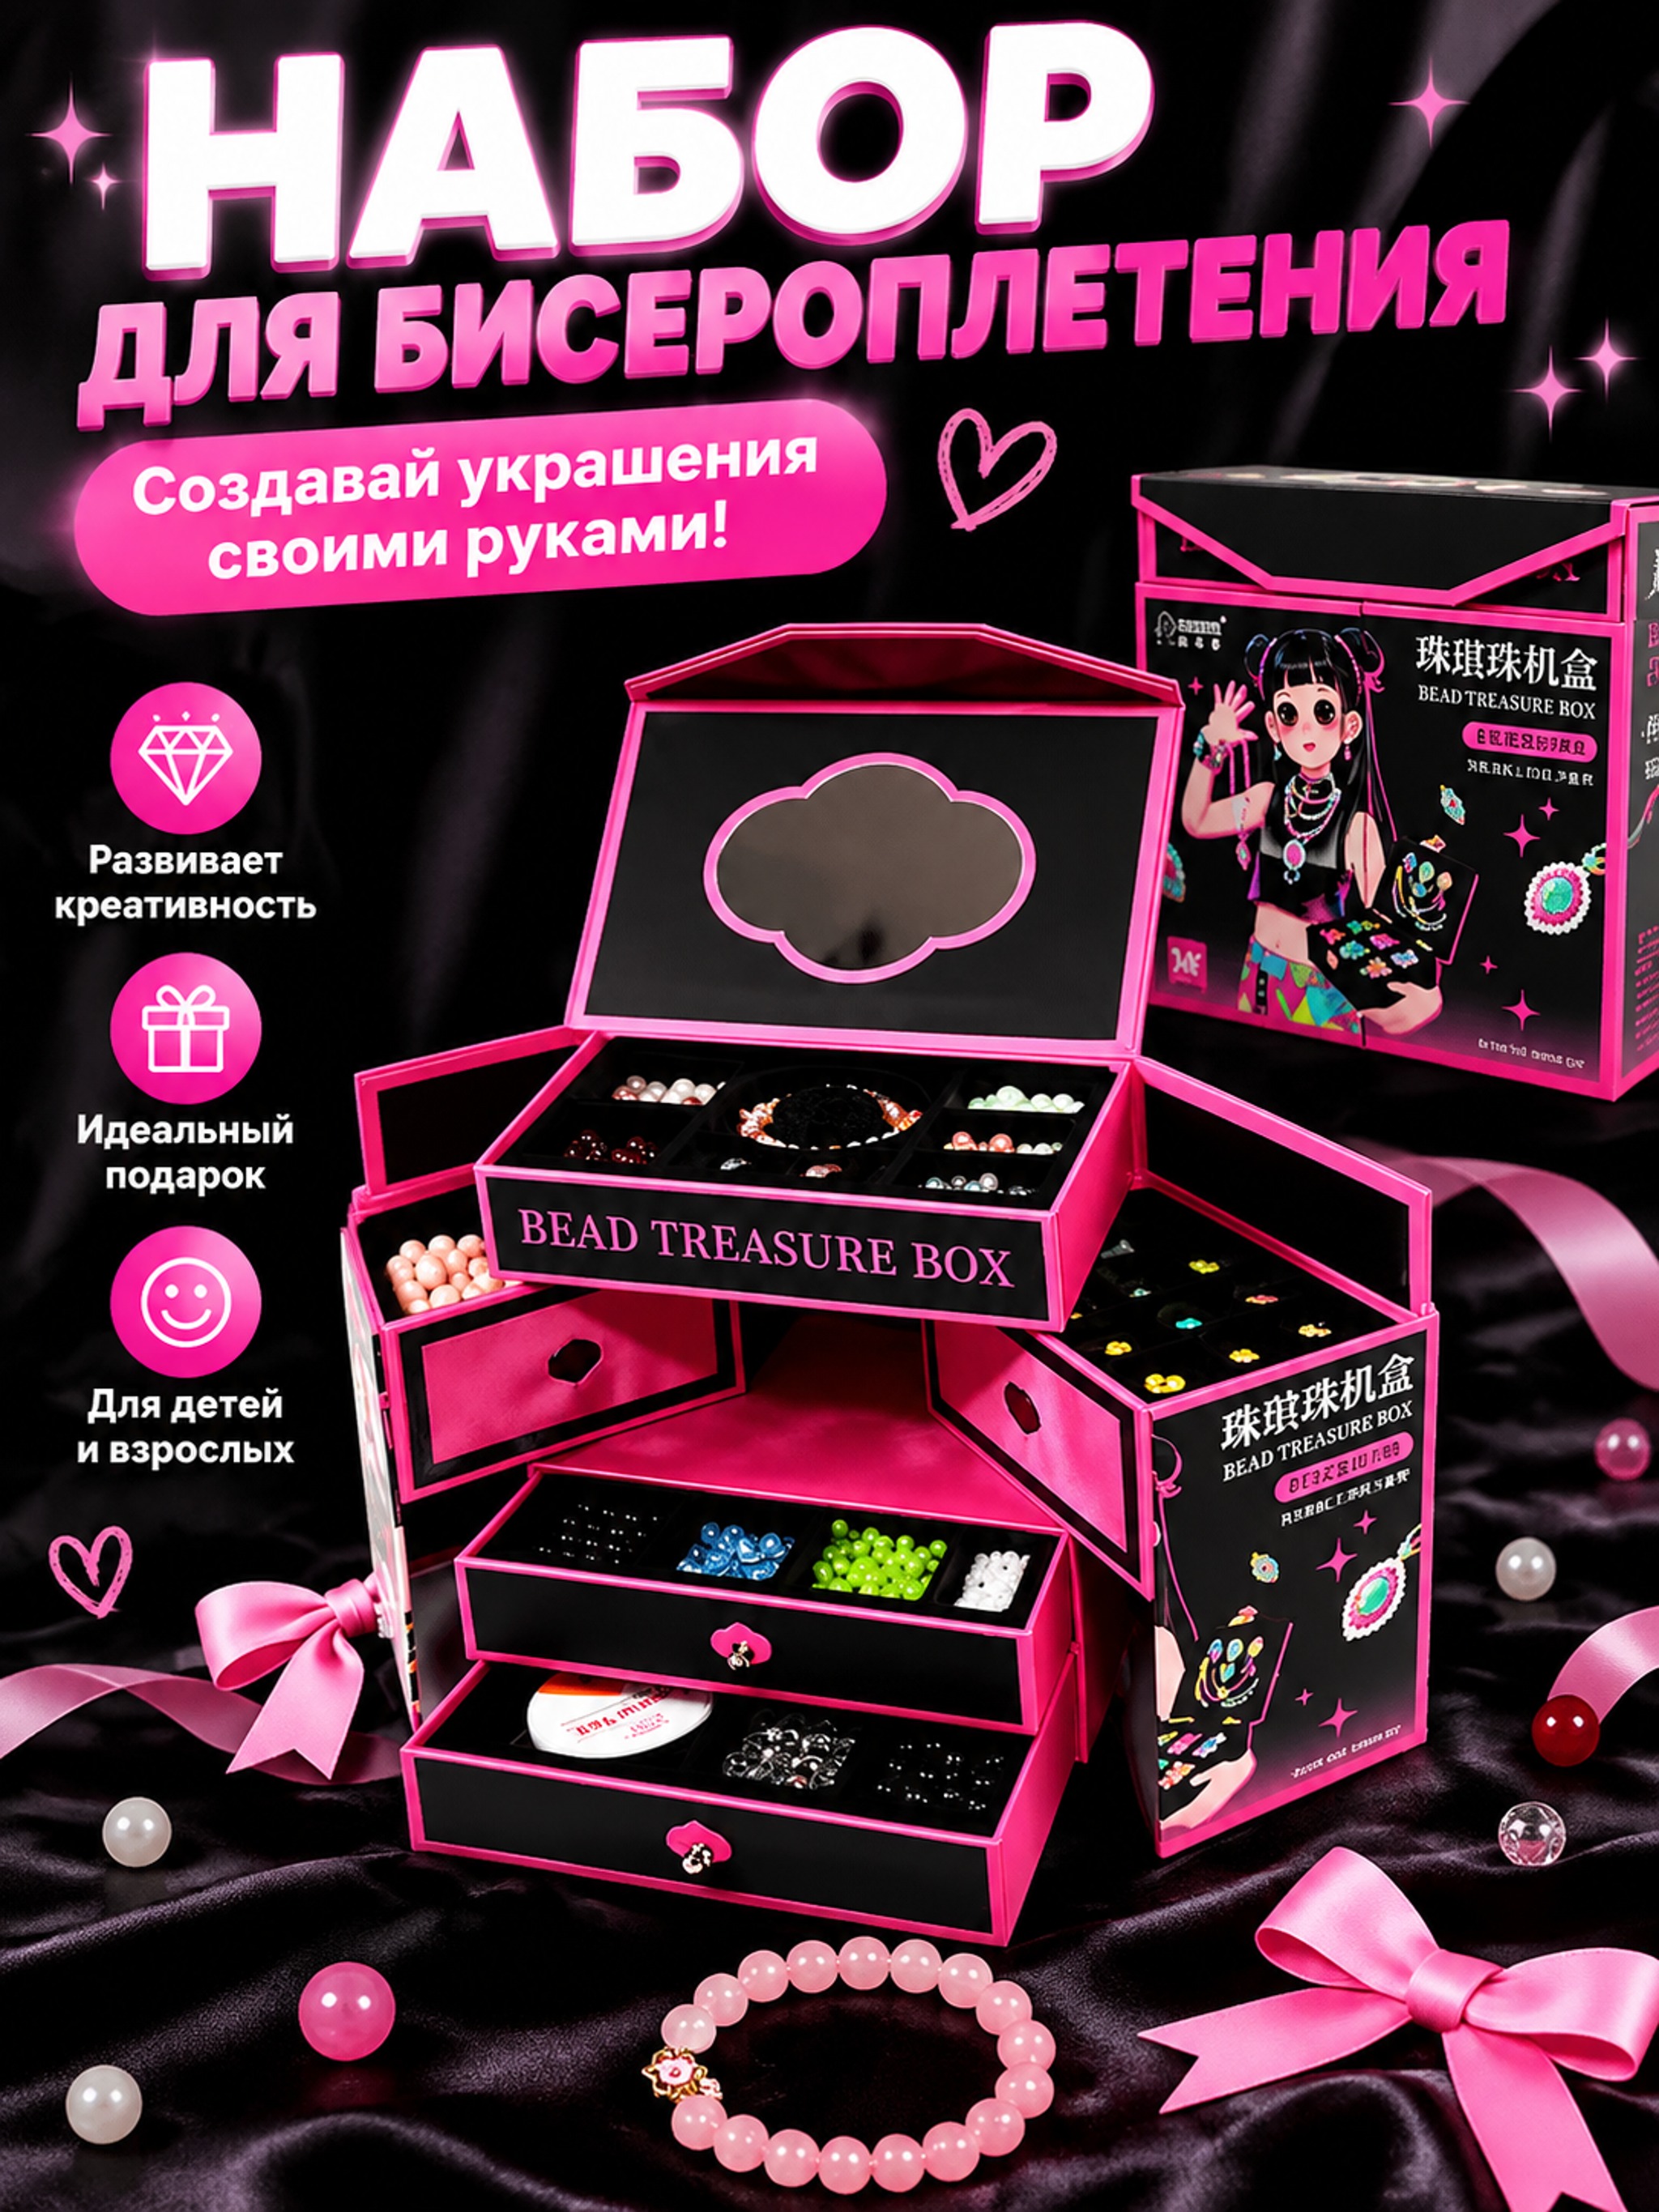 НАБОР
ДЛЯ БИСЕРОПЛЕТЕНИЯ
Создавай украшения
своими руками!
珠琪珠机盒
BEAD TREASURE BOX
Развивает
креативность
Идеальный
подарок
Для детей
и взрослых
BEAD TREASURE BOX
珠琪珠机盒
BEAD TREASURE BOX